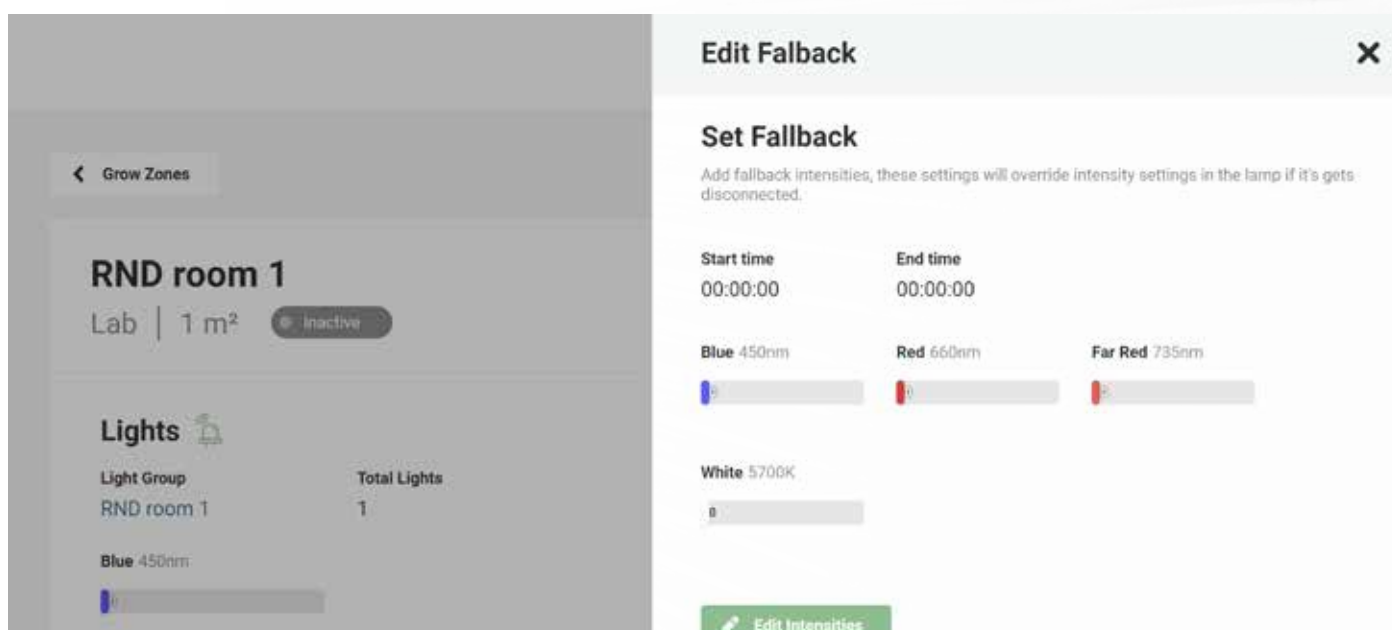 Edit Falback
Set Fallback
Add fallback intensities, these settings will override intensity settings in the lamp if it's gets
disconnected.
Start time End time
00:00:00 00:00:00
Blue 450nm Red 660nm Far Red 735nm
White 5700K
0
Edit Intensities
Grow Zones
RND room 1
Lab | 1 m²
Inactive
Lights
Light Group Total Lights
RND room 1 1
Blue 450nm